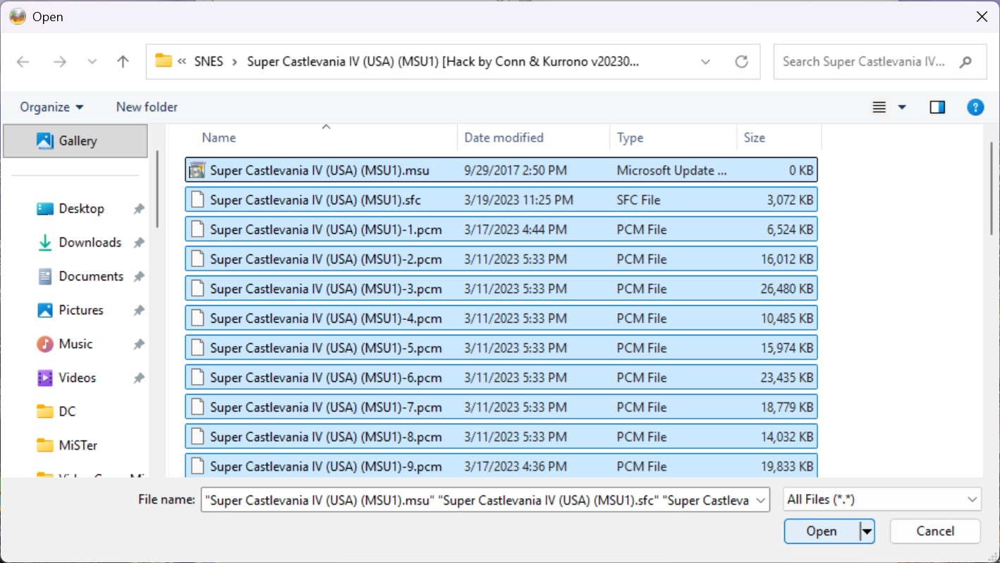 Open
« SNES > Super Castlevania IV (USA) (MSU1) [Hack by Conn & Kurrono v20230...
Search Super Castlevania IV...
Organize New folder
?
Gallery
Desktop
Downloads
Documents
Pictures
Music
Videos
DC
MiSTer
Name Date modified Type Size
Super Castlevania IV (USA) (MSU1).msu 9/29/2017 2:50 PM Microsoft Update ... 0 KB
Super Castlevania IV (USA) (MSU1).sfc 3/19/2023 11:25 PM SFC File 3,072 KB
Super Castlevania IV (USA) (MSU1)-1.pcm 3/17/2023 4:44 PM PCM File 6,524 KB
Super Castlevania IV (USA) (MSU1)-2.pcm 3/11/2023 5:33 PM PCM File 16,012 KB
Super Castlevania IV (USA) (MSU1)-3.pcm 3/11/2023 5:33 PM PCM File 26,480 KB
Super Castlevania IV (USA) (MSU1)-4.pcm 3/11/2023 5:33 PM PCM File 10,485 KB
Super Castlevania IV (USA) (MSU1)-5.pcm 3/11/2023 5:33 PM PCM File 15,974 KB
Super Castlevania IV (USA) (MSU1)-6.pcm 3/11/2023 5:33 PM PCM File 23,435 KB
Super Castlevania IV (USA) (MSU1)-7.pcm 3/11/2023 5:33 PM PCM File 18,779 KB
Super Castlevania IV (USA) (MSU1)-8.pcm 3/11/2023 5:33 PM PCM File 14,032 KB
Super Castlevania IV (USA) (MSU1)-9.pcm 3/17/2023 4:36 PM PCM File 19,833 KB
File name: "Super Castlevania IV (USA) (MSU1).msu" "Super Castlevania IV (USA) (MSU1).sfc" "Super Castleva
All Files (*.*)
Open Cancel